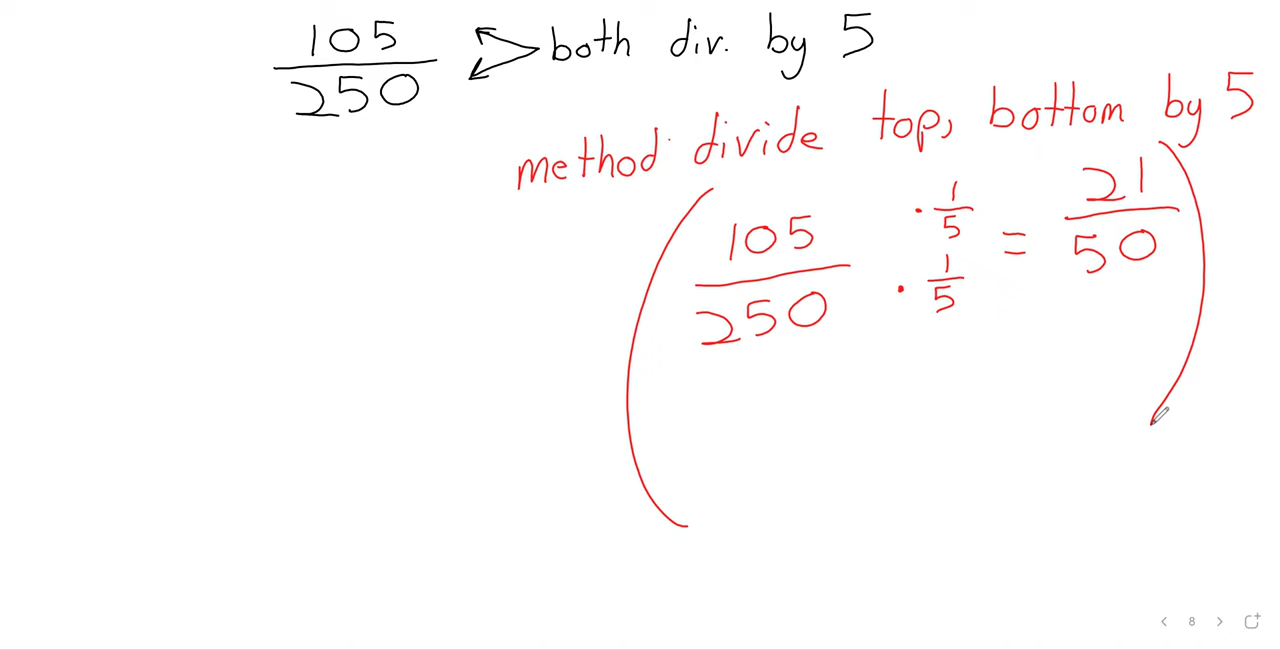 105
250
both div. by 5
method: divide top, bottom by 5
105 · 1/5 = 21
250 · 1/5 50
8